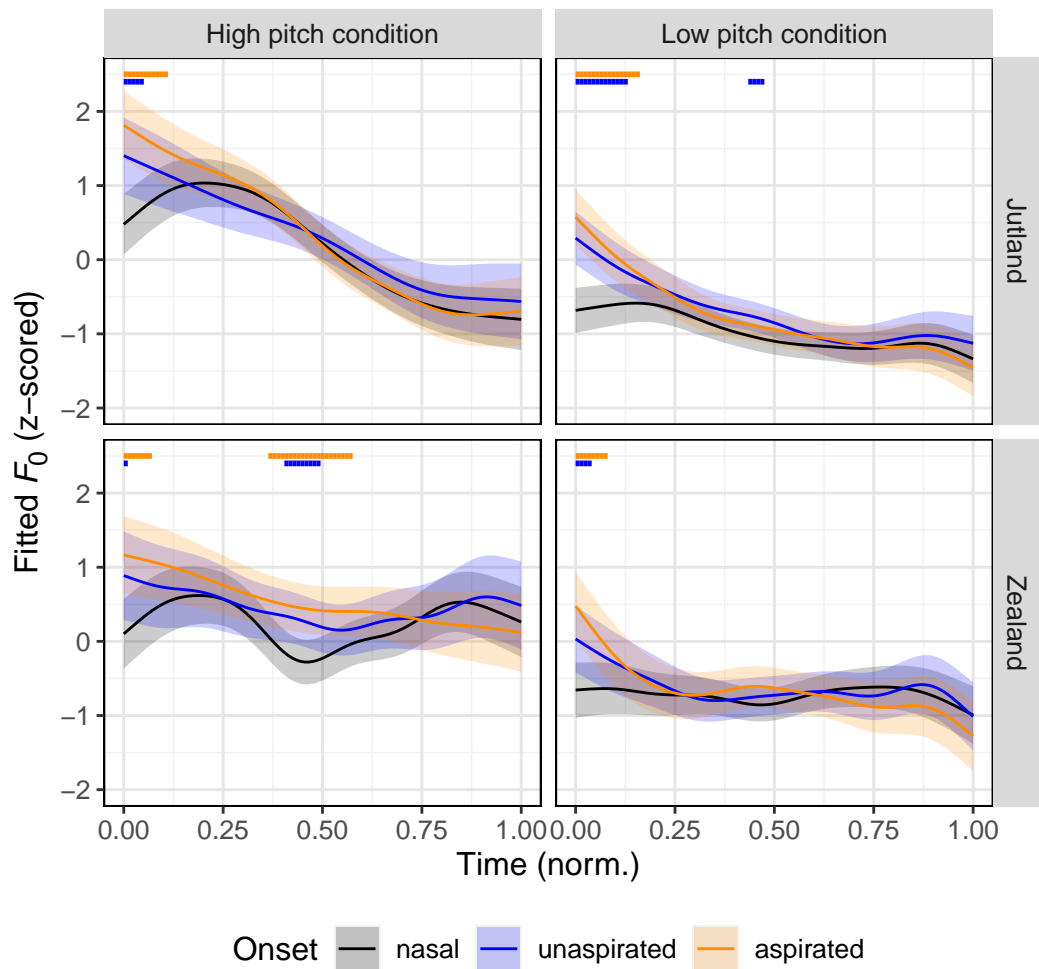 High pitch condition
Low pitch condition
2
1
0
−1
−2
Jutland
2
1
0
−1
−2
Zealand
Fitted F0 (z−scored)
0.00
0.25
0.50
0.75
1.00
0.00
0.25
0.50
0.75
1.00
Time (norm.)
Onset nasal unaspirated aspirated